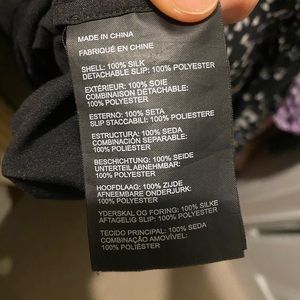 MADE IN CHINA
FABRIQUÉ EN CHINE
SHELL: 100% SILK
DETACHABLE SLIP: 100% POLYESTER
EXTÉRIEUR: 100% SOIE
COMBINAISON DÉTACHABLE:
100% POLYESTER
ESTERNO: 100% SETA
SLIP STACCABILE: 100% POLIESTERE
ESTRUCTURA: 100% SEDA
COMBINACIÓN SEPARABLE:
100% POLIÉSTER
BESCHICHTUNG: 100% SEIDE
UNTERTEIL ABNEHMBAR:
100% POLYESTER
HOOFDLAAG: 100% ZIJDE
AFNEEMBARE ONDERJURK:
100% POLYESTER
YDERSKAL OG FORING: 100% SILKE
AFTAGELIG SLIP: 100% POLYESTER
TECIDO PRINCIPAL: 100% SEDA
COMBINAÇÃO AMOVÍVEL:
100% POLIÉSTER